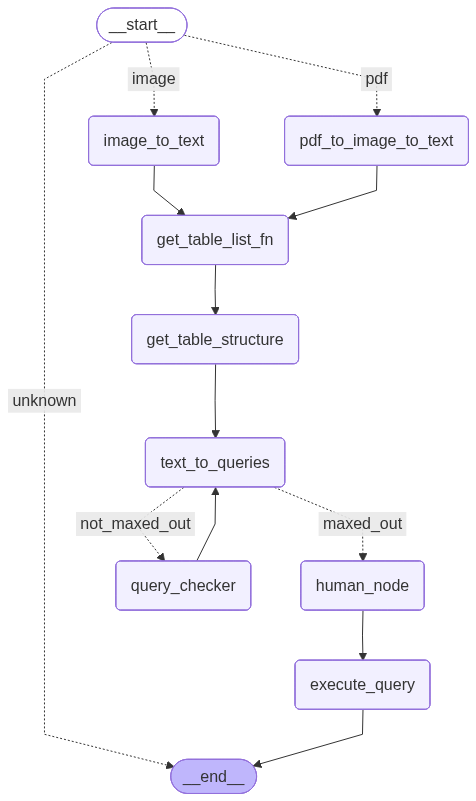 __start__
image
pdf
image_to_text
pdf_to_image_to_text
get_table_list_fn
get_table_structure
unknown
text_to_queries
not_maxed_out
maxed_out
query_checker
human_node
execute_query
__end__